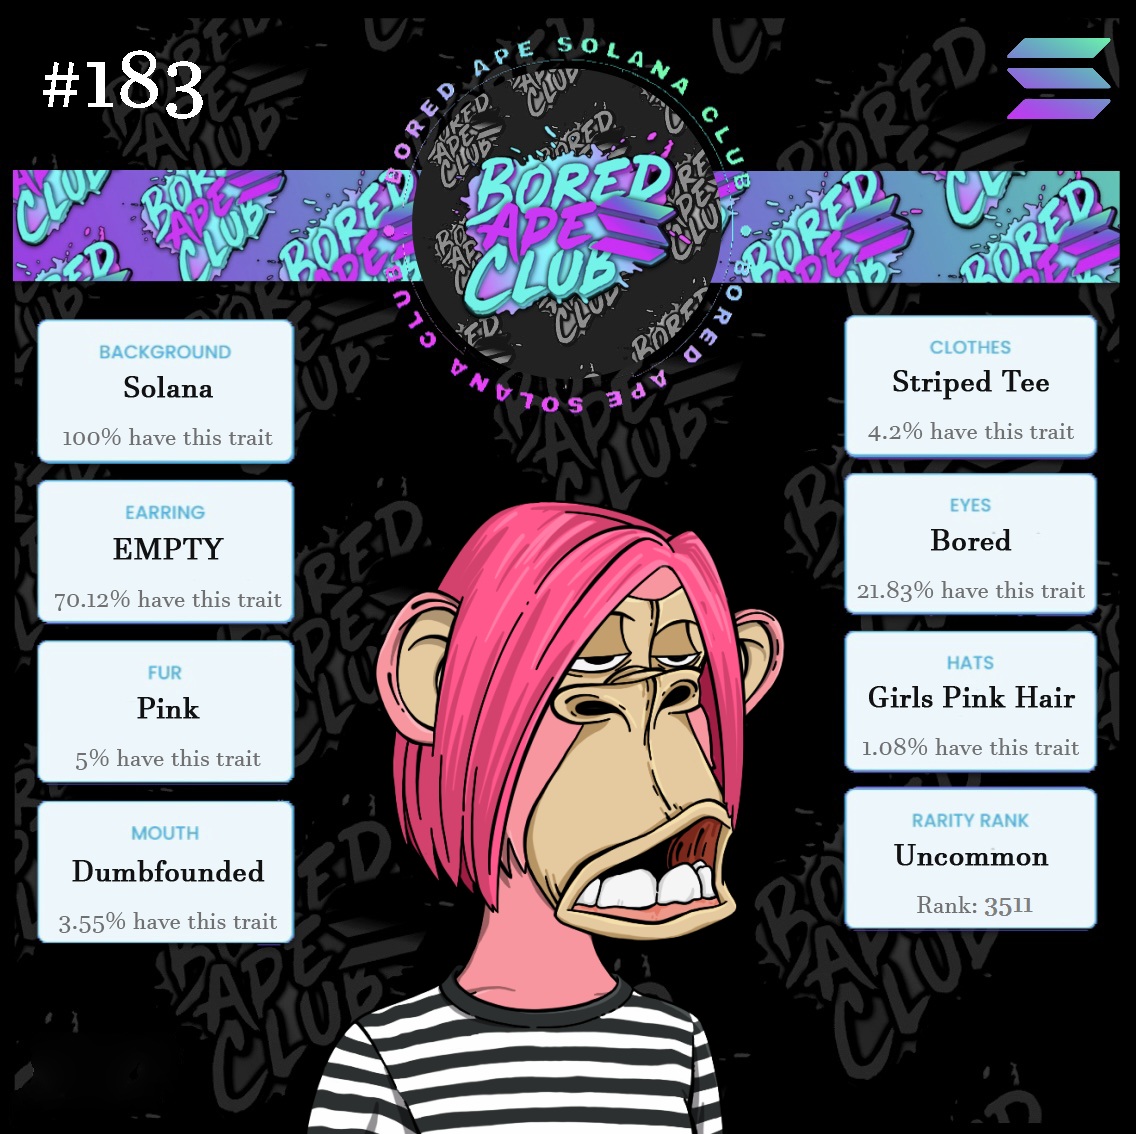 #183
BORED APE SOLANA CLUB
BORED
APE
CLUB
BORED APE SOLANA CLUB
BACKGROUND
Solana
100% have this trait
EARRING
EMPTY
70.12% have this trait
FUR
Pink
5% have this trait
MOUTH
Dumbfounded
3.55% have this trait
CLOTHES
Striped Tee
4.2% have this trait
EYES
Bored
21.83% have this trait
HATS
Girls Pink Hair
1.08% have this trait
RARITY RANK
Uncommon
Rank: 3511